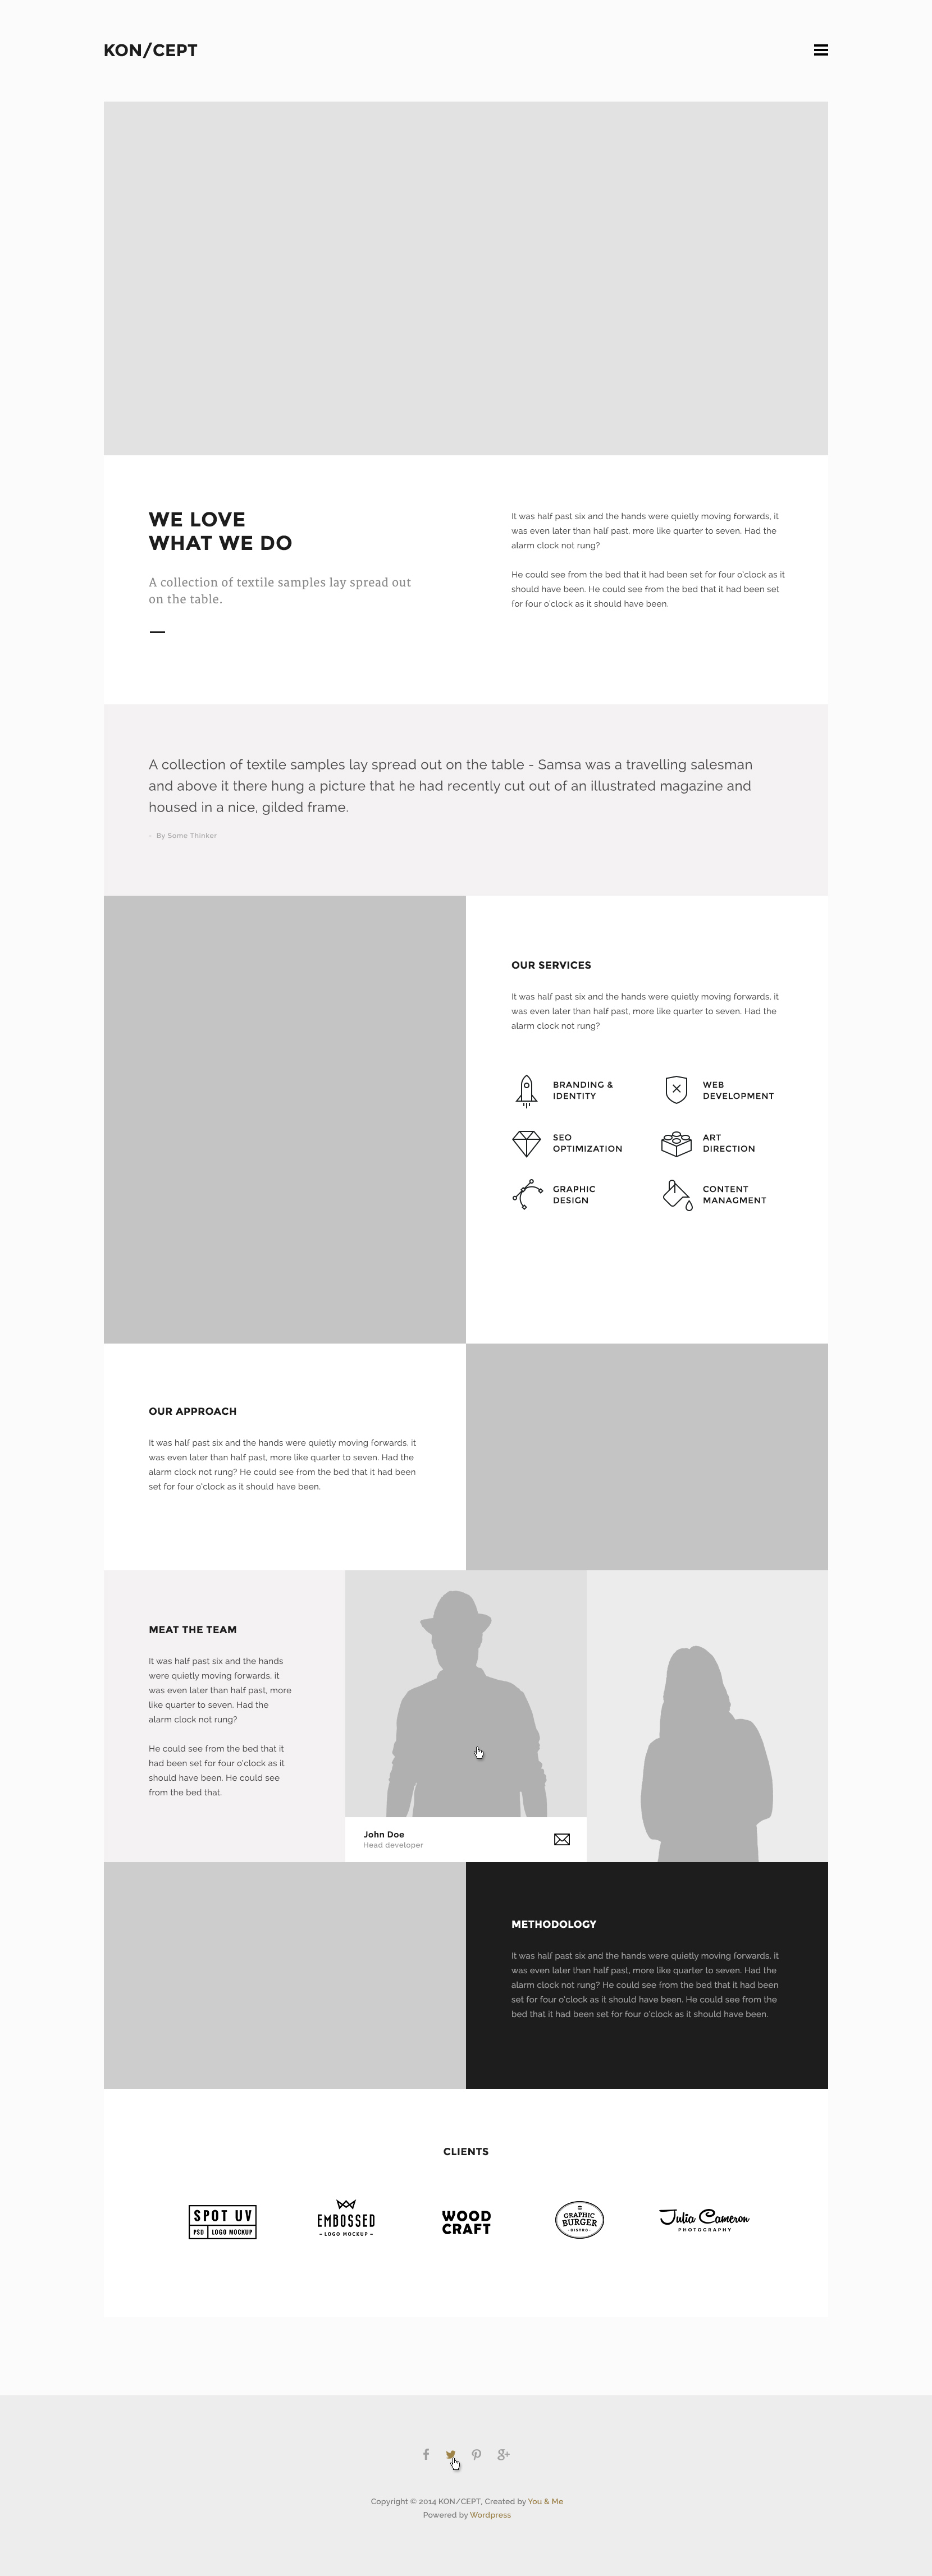 KON/CEPT
WE LOVE
WHAT WE DO
A collection of textile samples lay spread out
on the table.
It was half past six and the hands were quietly moving forwards, it
was even later than half past, more like quarter to seven. Had the
alarm clock not rung?
He could see from the bed that it had been set for four o'clock as it
should have been. He could see from the bed that it had been set
for four o'clock as it should have been.
A collection of textile samples lay spread out on the table - Samsa was a travelling salesman
and above it there hung a picture that he had recently cut out of an illustrated magazine and
housed in a nice, gilded frame.
- By Some Thinker
OUR SERVICES
It was half past six and the hands were quietly moving forwards, it
was even later than half past, more like quarter to seven. Had the
alarm clock not rung?
BRANDING &
IDENTITY
WEB
DEVELOPMENT
SEO
OPTIMIZATION
ART
DIRECTION
GRAPHIC
DESIGN
CONTENT
MANAGMENT
OUR APPROACH
It was half past six and the hands were quietly moving forwards, it
was even later than half past, more like quarter to seven. Had the
alarm clock not rung? He could see from the bed that it had been
set for four o'clock as it should have been.
MEAT THE TEAM
It was half past six and the hands
were quietly moving forwards, it
was even later than half past, more
like quarter to seven. Had the
alarm clock not rung?
He could see from the bed that it
had been set for four o'clock as it
should have been. He could see
from the bed that.
John Doe
Head developer
METHODOLOGY
It was half past six and the hands were quietly moving forwards, it
was even later than half past, more like quarter to seven. Had the
alarm clock not rung? He could see from the bed that it had been
set for four o'clock as it should have been. He could see from the
bed that it had been set for four o'clock as it should have been.
CLIENTS
SPOT UV
PSD LOGO MOCKUP
EMBOSSED
- LOGO MOCKUP -
WOOD
CRAFT
GRAPHIC
BURGER
• BISTRO •
Julia Cameron
PHOTOGRAPHY
Copyright © 2014 KON/CEPT, Created by You & Me
Powered by Wordpress